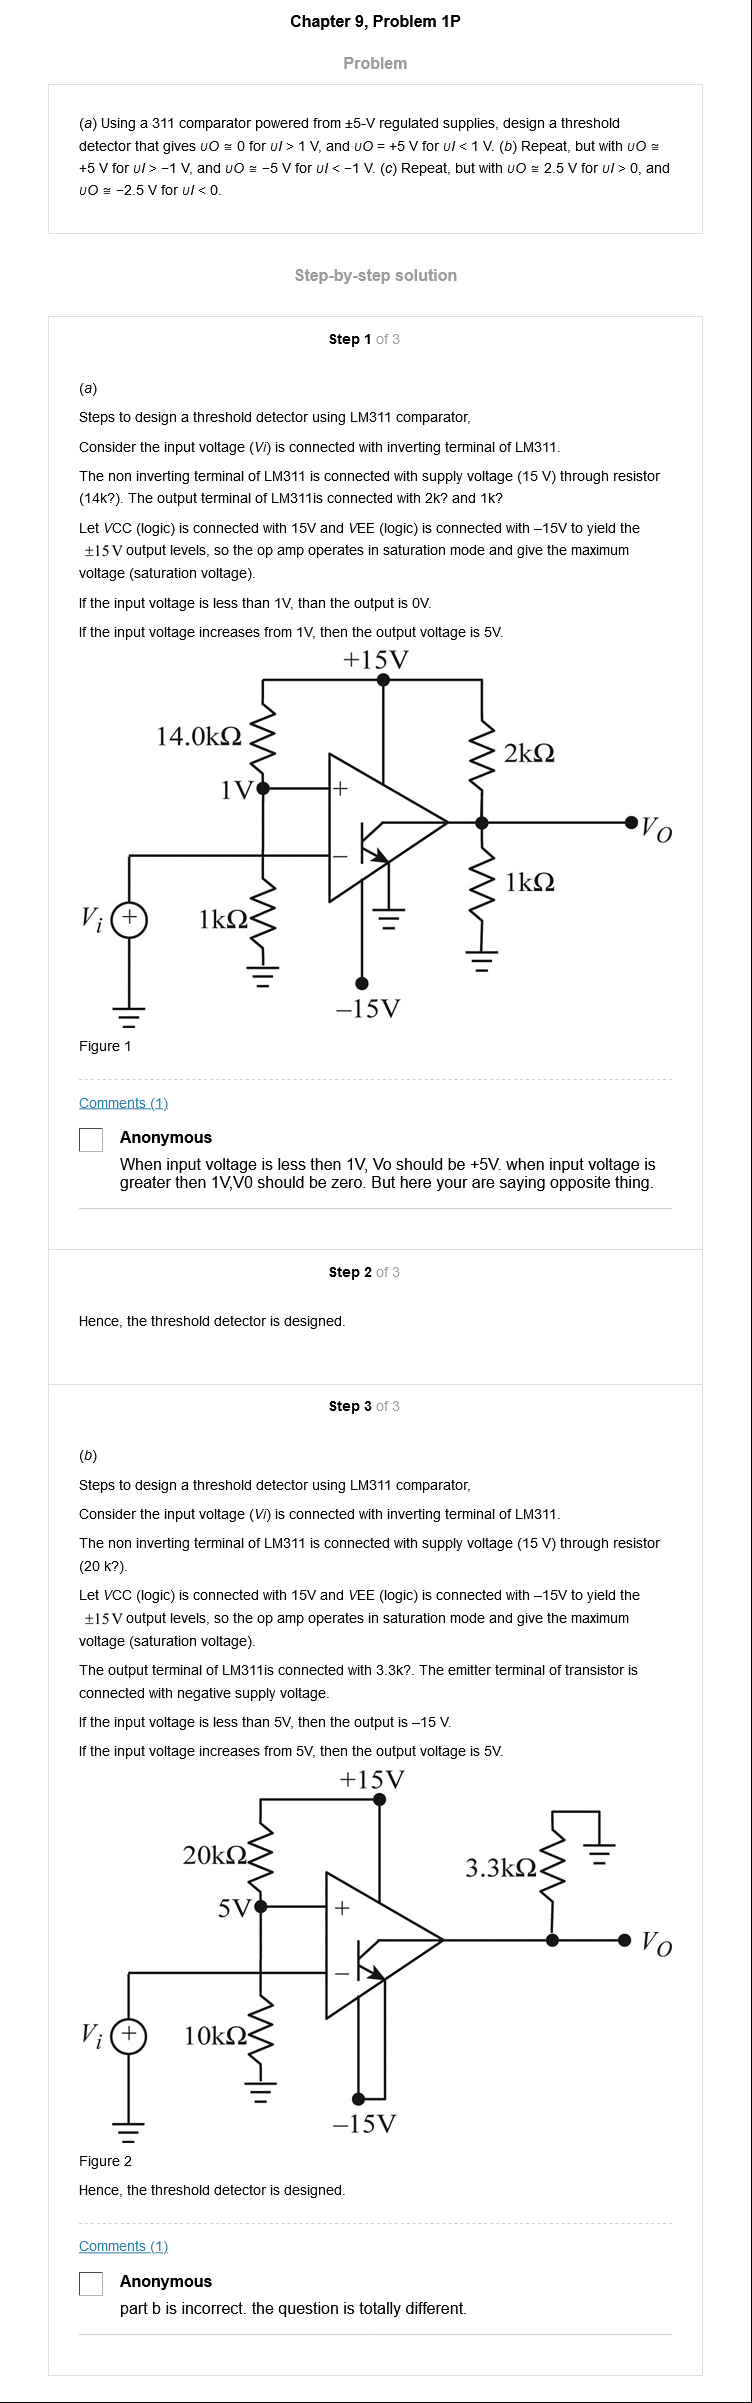 Chapter 9, Problem 1P
Problem
(a) Using a 311 comparator powered from ±5-V regulated supplies, design a threshold
detector that gives υO ≅ 0 for υI > 1 V, and υO = +5 V for υI < 1 V. (b) Repeat, but with υO ≅
+5 V for υI > −1 V, and υO ≅ −5 V for υI < −1 V. (c) Repeat, but with υO ≅ 2.5 V for υI > 0, and
υO ≅ −2.5 V for υI < 0.
Step-by-step solution
Step 1 of 3
(a)
Steps to design a threshold detector using LM311 comparator,
Consider the input voltage (Vi) is connected with inverting terminal of LM311.
The non inverting terminal of LM311 is connected with supply voltage (15 V) through resistor
(14k?). The output terminal of LM311is connected with 2k? and 1k?
Let VCC (logic) is connected with 15V and VEE (logic) is connected with –15V to yield the
±15 V output levels, so the op amp operates in saturation mode and give the maximum
voltage (saturation voltage).
If the input voltage is less than 1V, than the output is 0V.
If the input voltage increases from 1V, then the output voltage is 5V.
+15V
14.0kΩ
2kΩ
1V
+
VO
−
1kΩ
Vi
+
1kΩ
−15V
Figure 1
Comments (1)
Anonymous
When input voltage is less then 1V, Vo should be +5V. when input voltage is
greater then 1V,V0 should be zero. But here your are saying opposite thing.
Step 2 of 3
Hence, the threshold detector is designed.
Step 3 of 3
(b)
Steps to design a threshold detector using LM311 comparator,
Consider the input voltage (Vi) is connected with inverting terminal of LM311.
The non inverting terminal of LM311 is connected with supply voltage (15 V) through resistor
(20 k?).
Let VCC (logic) is connected with 15V and VEE (logic) is connected with –15V to yield the
±15 V output levels, so the op amp operates in saturation mode and give the maximum
voltage (saturation voltage).
The output terminal of LM311is connected with 3.3k?. The emitter terminal of transistor is
connected with negative supply voltage.
If the input voltage is less than 5V, then the output is –15 V.
If the input voltage increases from 5V, then the output voltage is 5V.
+15V
20kΩ
3.3kΩ
5V
+
VO
−
Vi
+
10kΩ
−15V
Figure 2
Hence, the threshold detector is designed.
Comments (1)
Anonymous
part b is incorrect. the question is totally different.